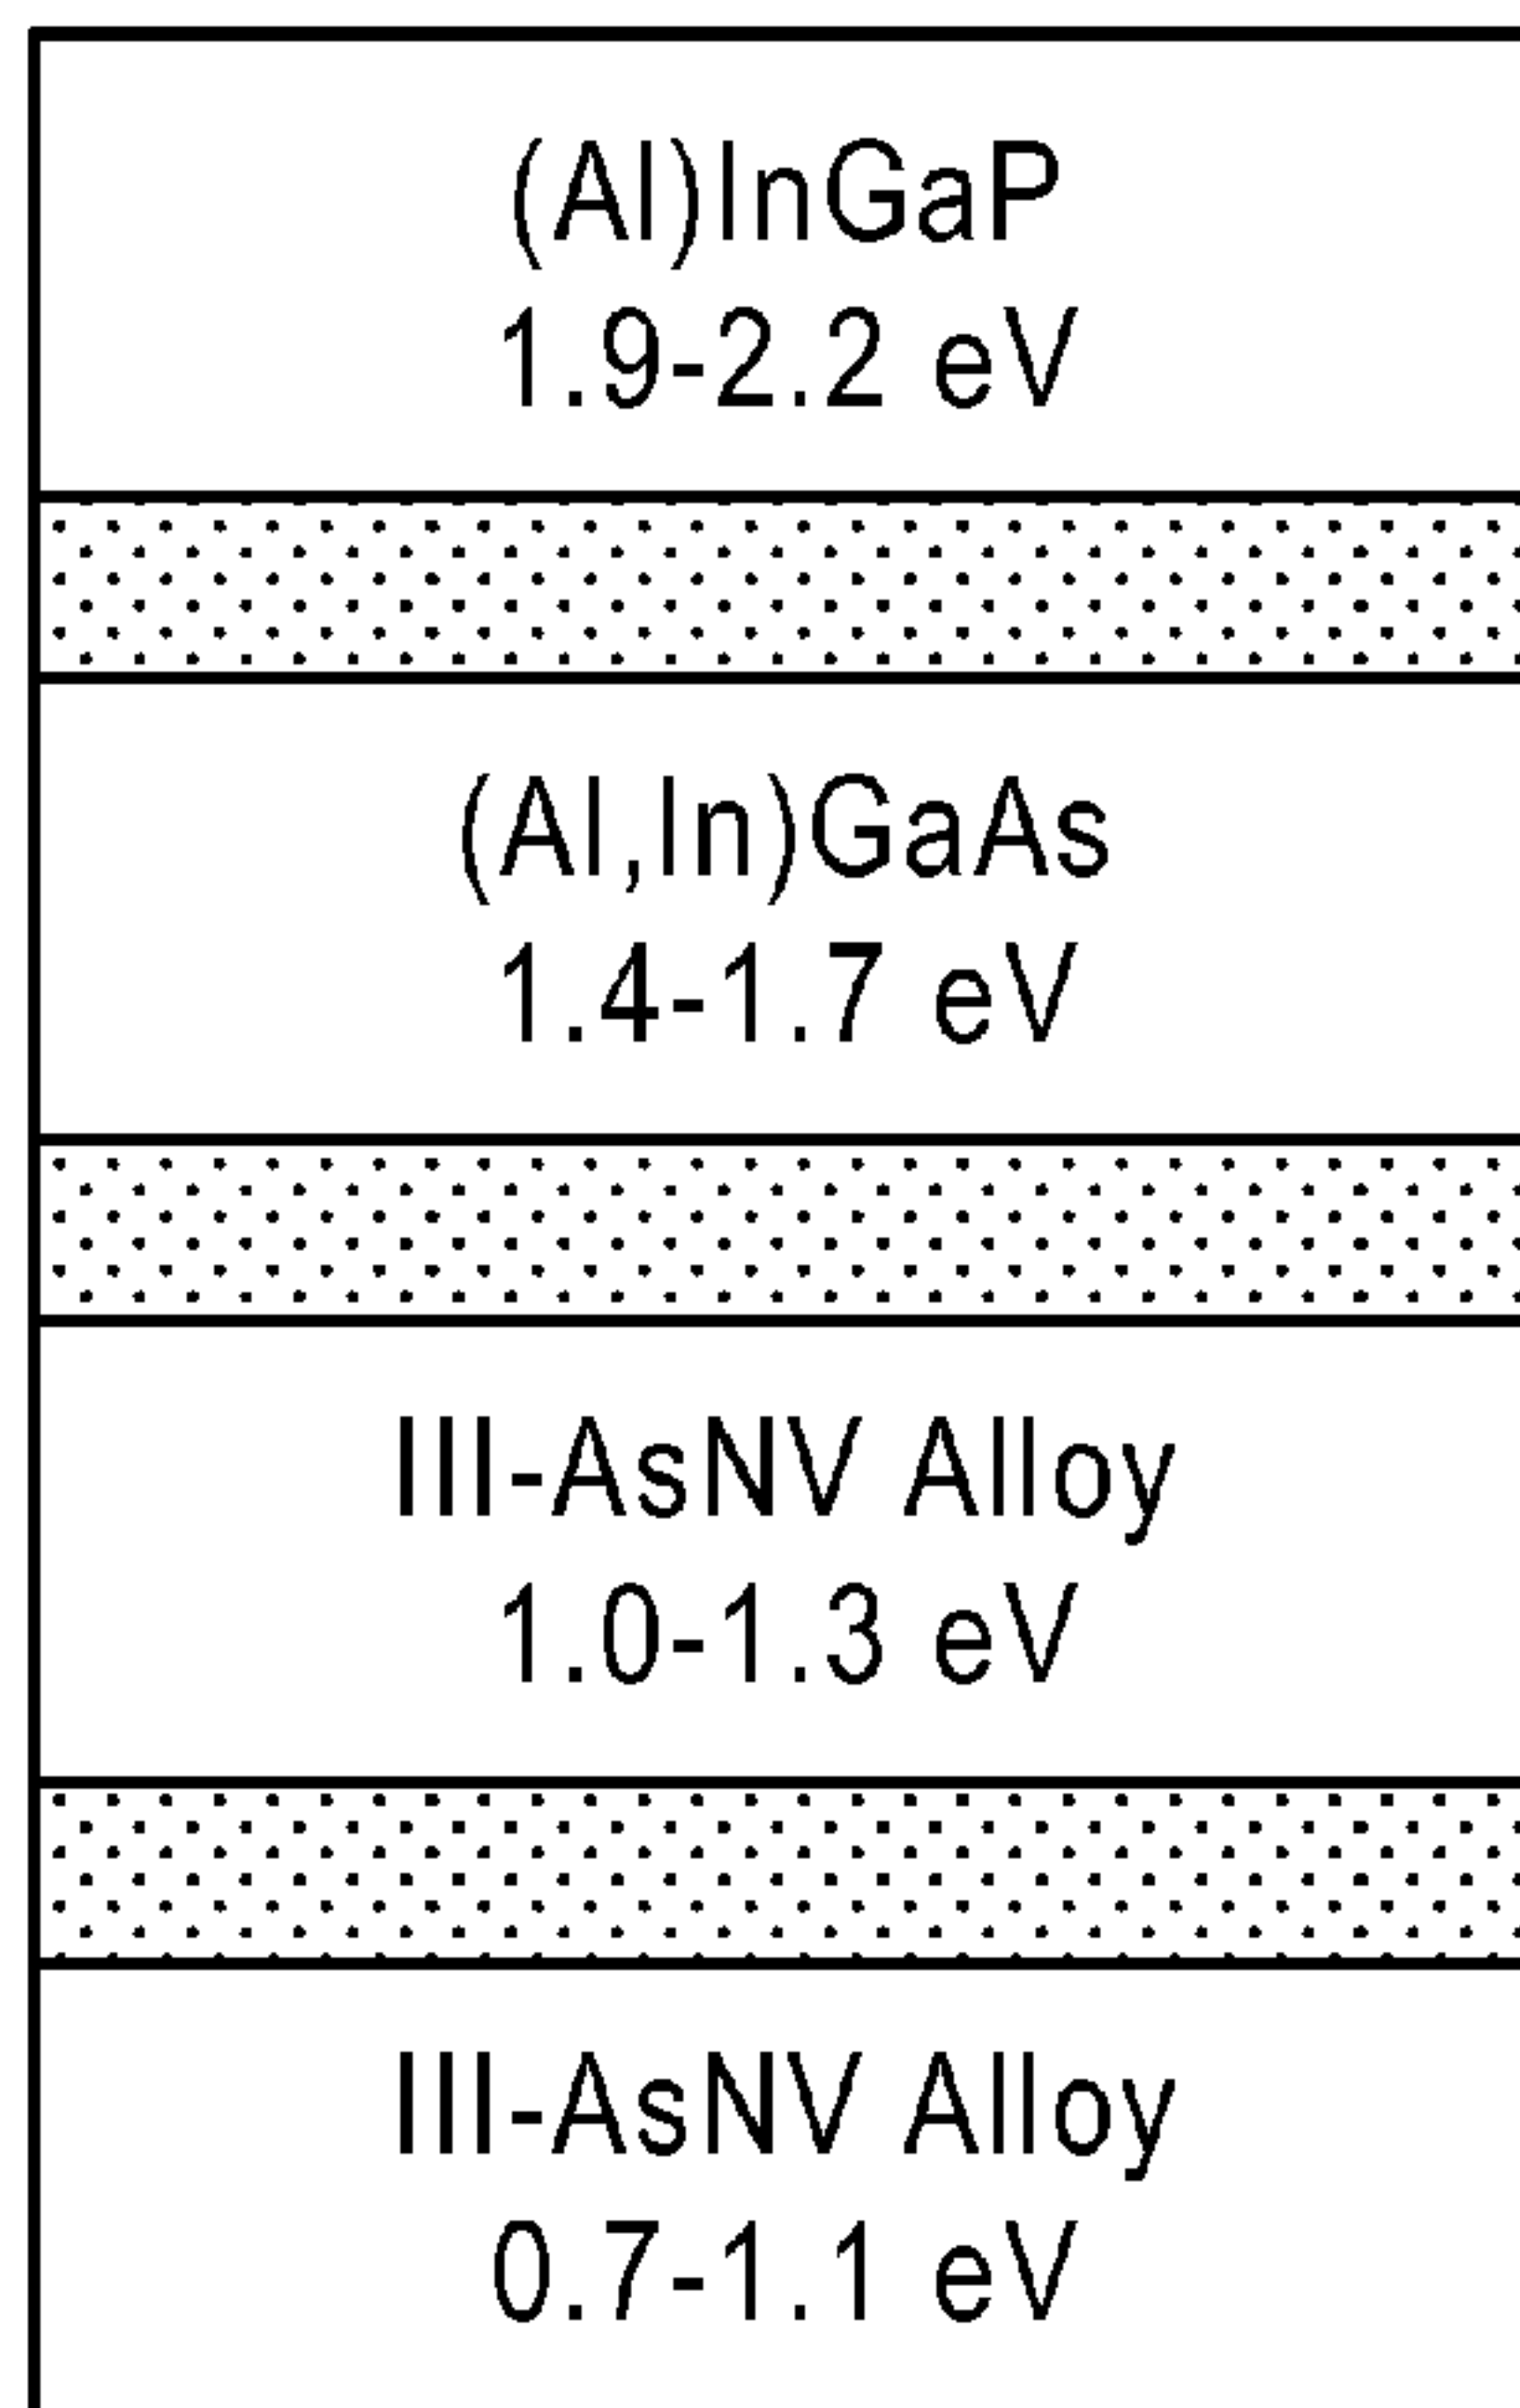 (Al)InGaP
1.9-2.2 eV
(Al,In)GaAs
1.4-1.7 eV
III-AsNV Alloy
1.0-1.3 eV
III-AsNV Alloy
0.7-1.1 eV